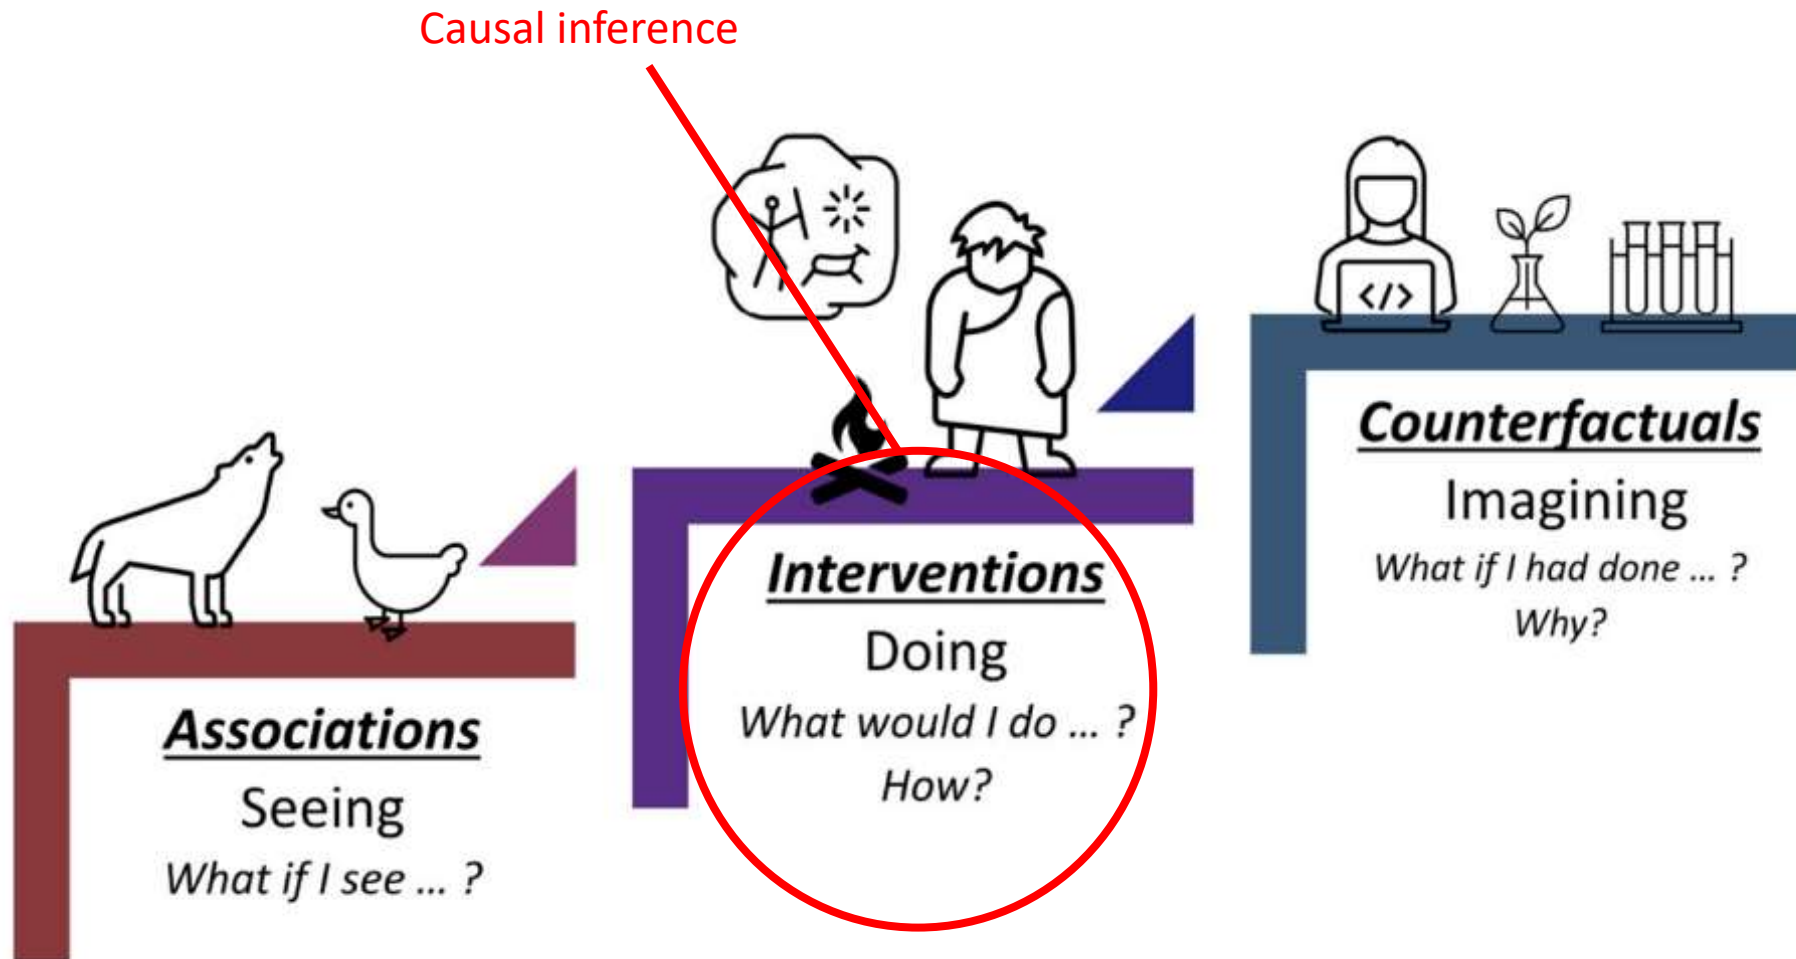 Causal inference
Associations
Seeing
What if I see ... ?
Interventions
Doing
What would I do ... ?
How?
</>
Counterfactuals
Imagining
What if I had done ... ?
Why?